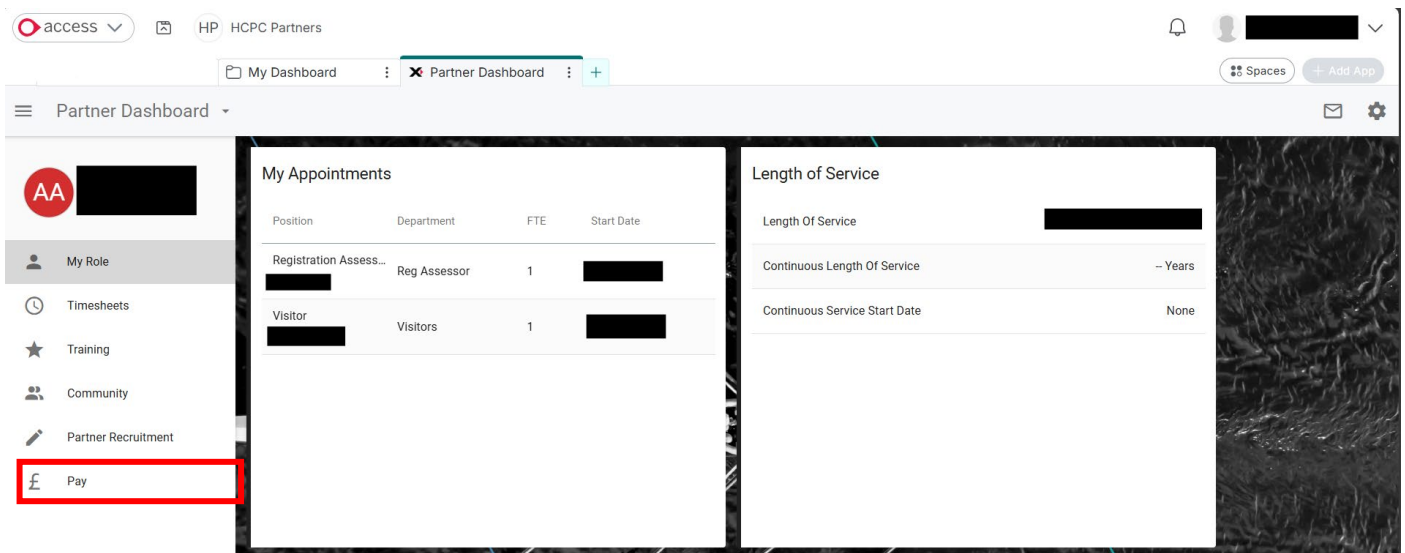 access HP HCPC Partners
My Dashboard Partner Dashboard + Spaces + Add App
Partner Dashboard
AA
My Role
Timesheets
Training
Community
Partner Recruitment
£ Pay
My Appointments
Position Department FTE Start Date
Registration Assess... Reg Assessor 1
Visitor Visitors 1
Length of Service
Length Of Service
Continuous Length Of Service -- Years
Continuous Service Start Date None